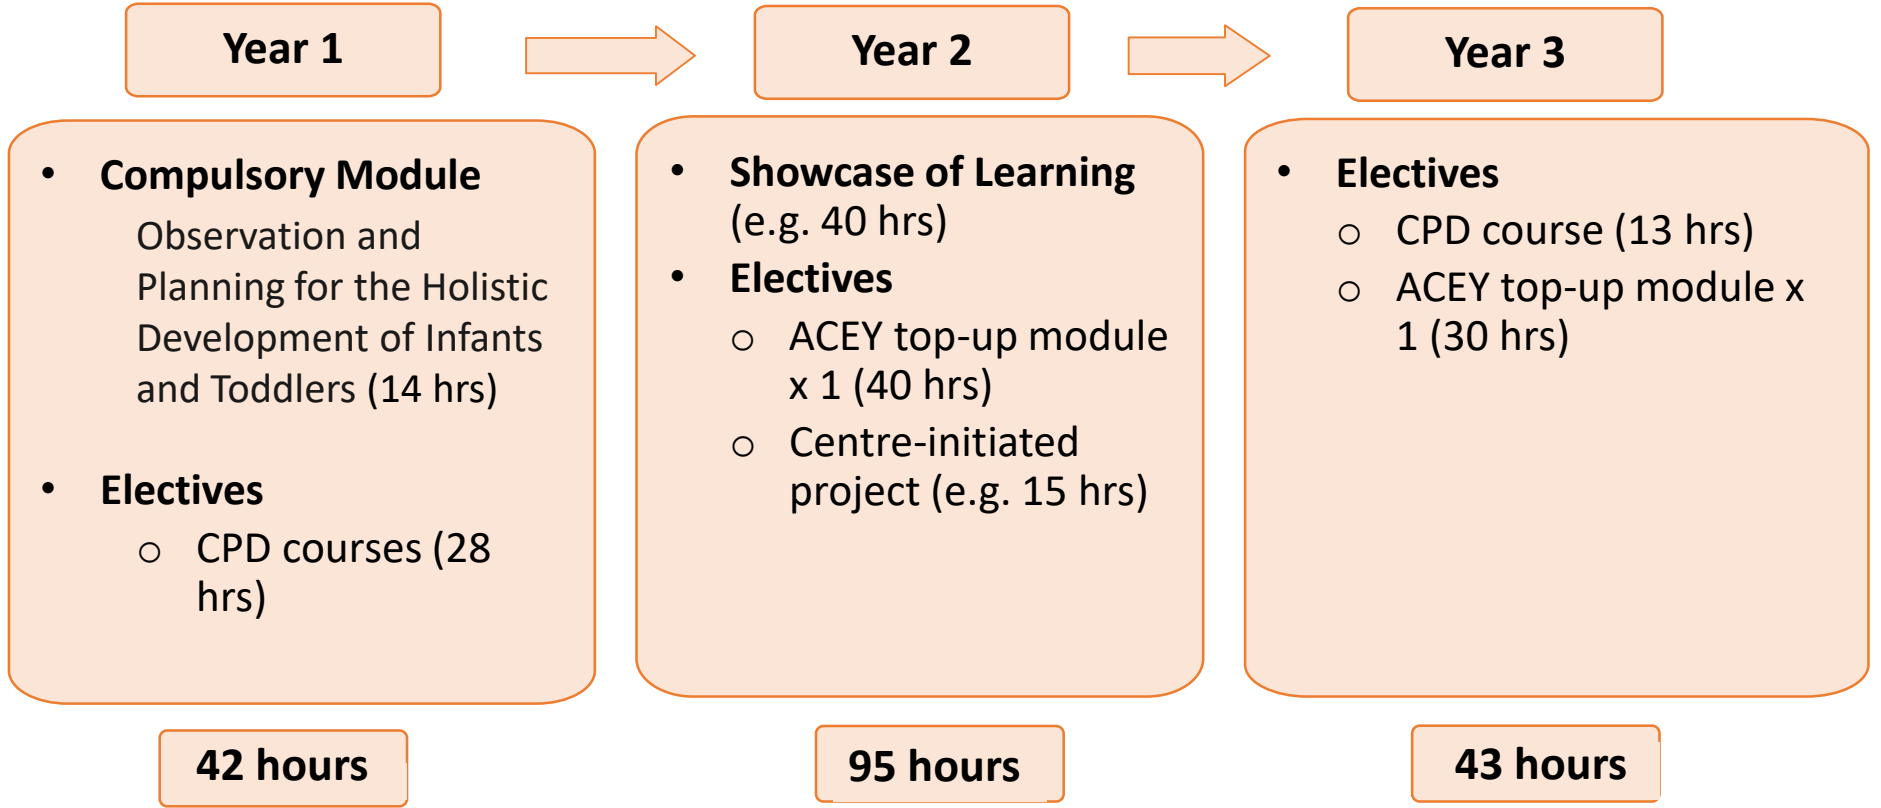 Year 1
Year 2
Year 3
• Compulsory Module
Observation and
Planning for the Holistic
Development of Infants
and Toddlers (14 hrs)
• Electives
o CPD courses (28
hrs)
• Showcase of Learning
(e.g. 40 hrs)
• Electives
o ACEY top-up module
x 1 (40 hrs)
o Centre-initiated
project (e.g. 15 hrs)
• Electives
o CPD course (13 hrs)
o ACEY top-up module x
1 (30 hrs)
42 hours
95 hours
43 hours